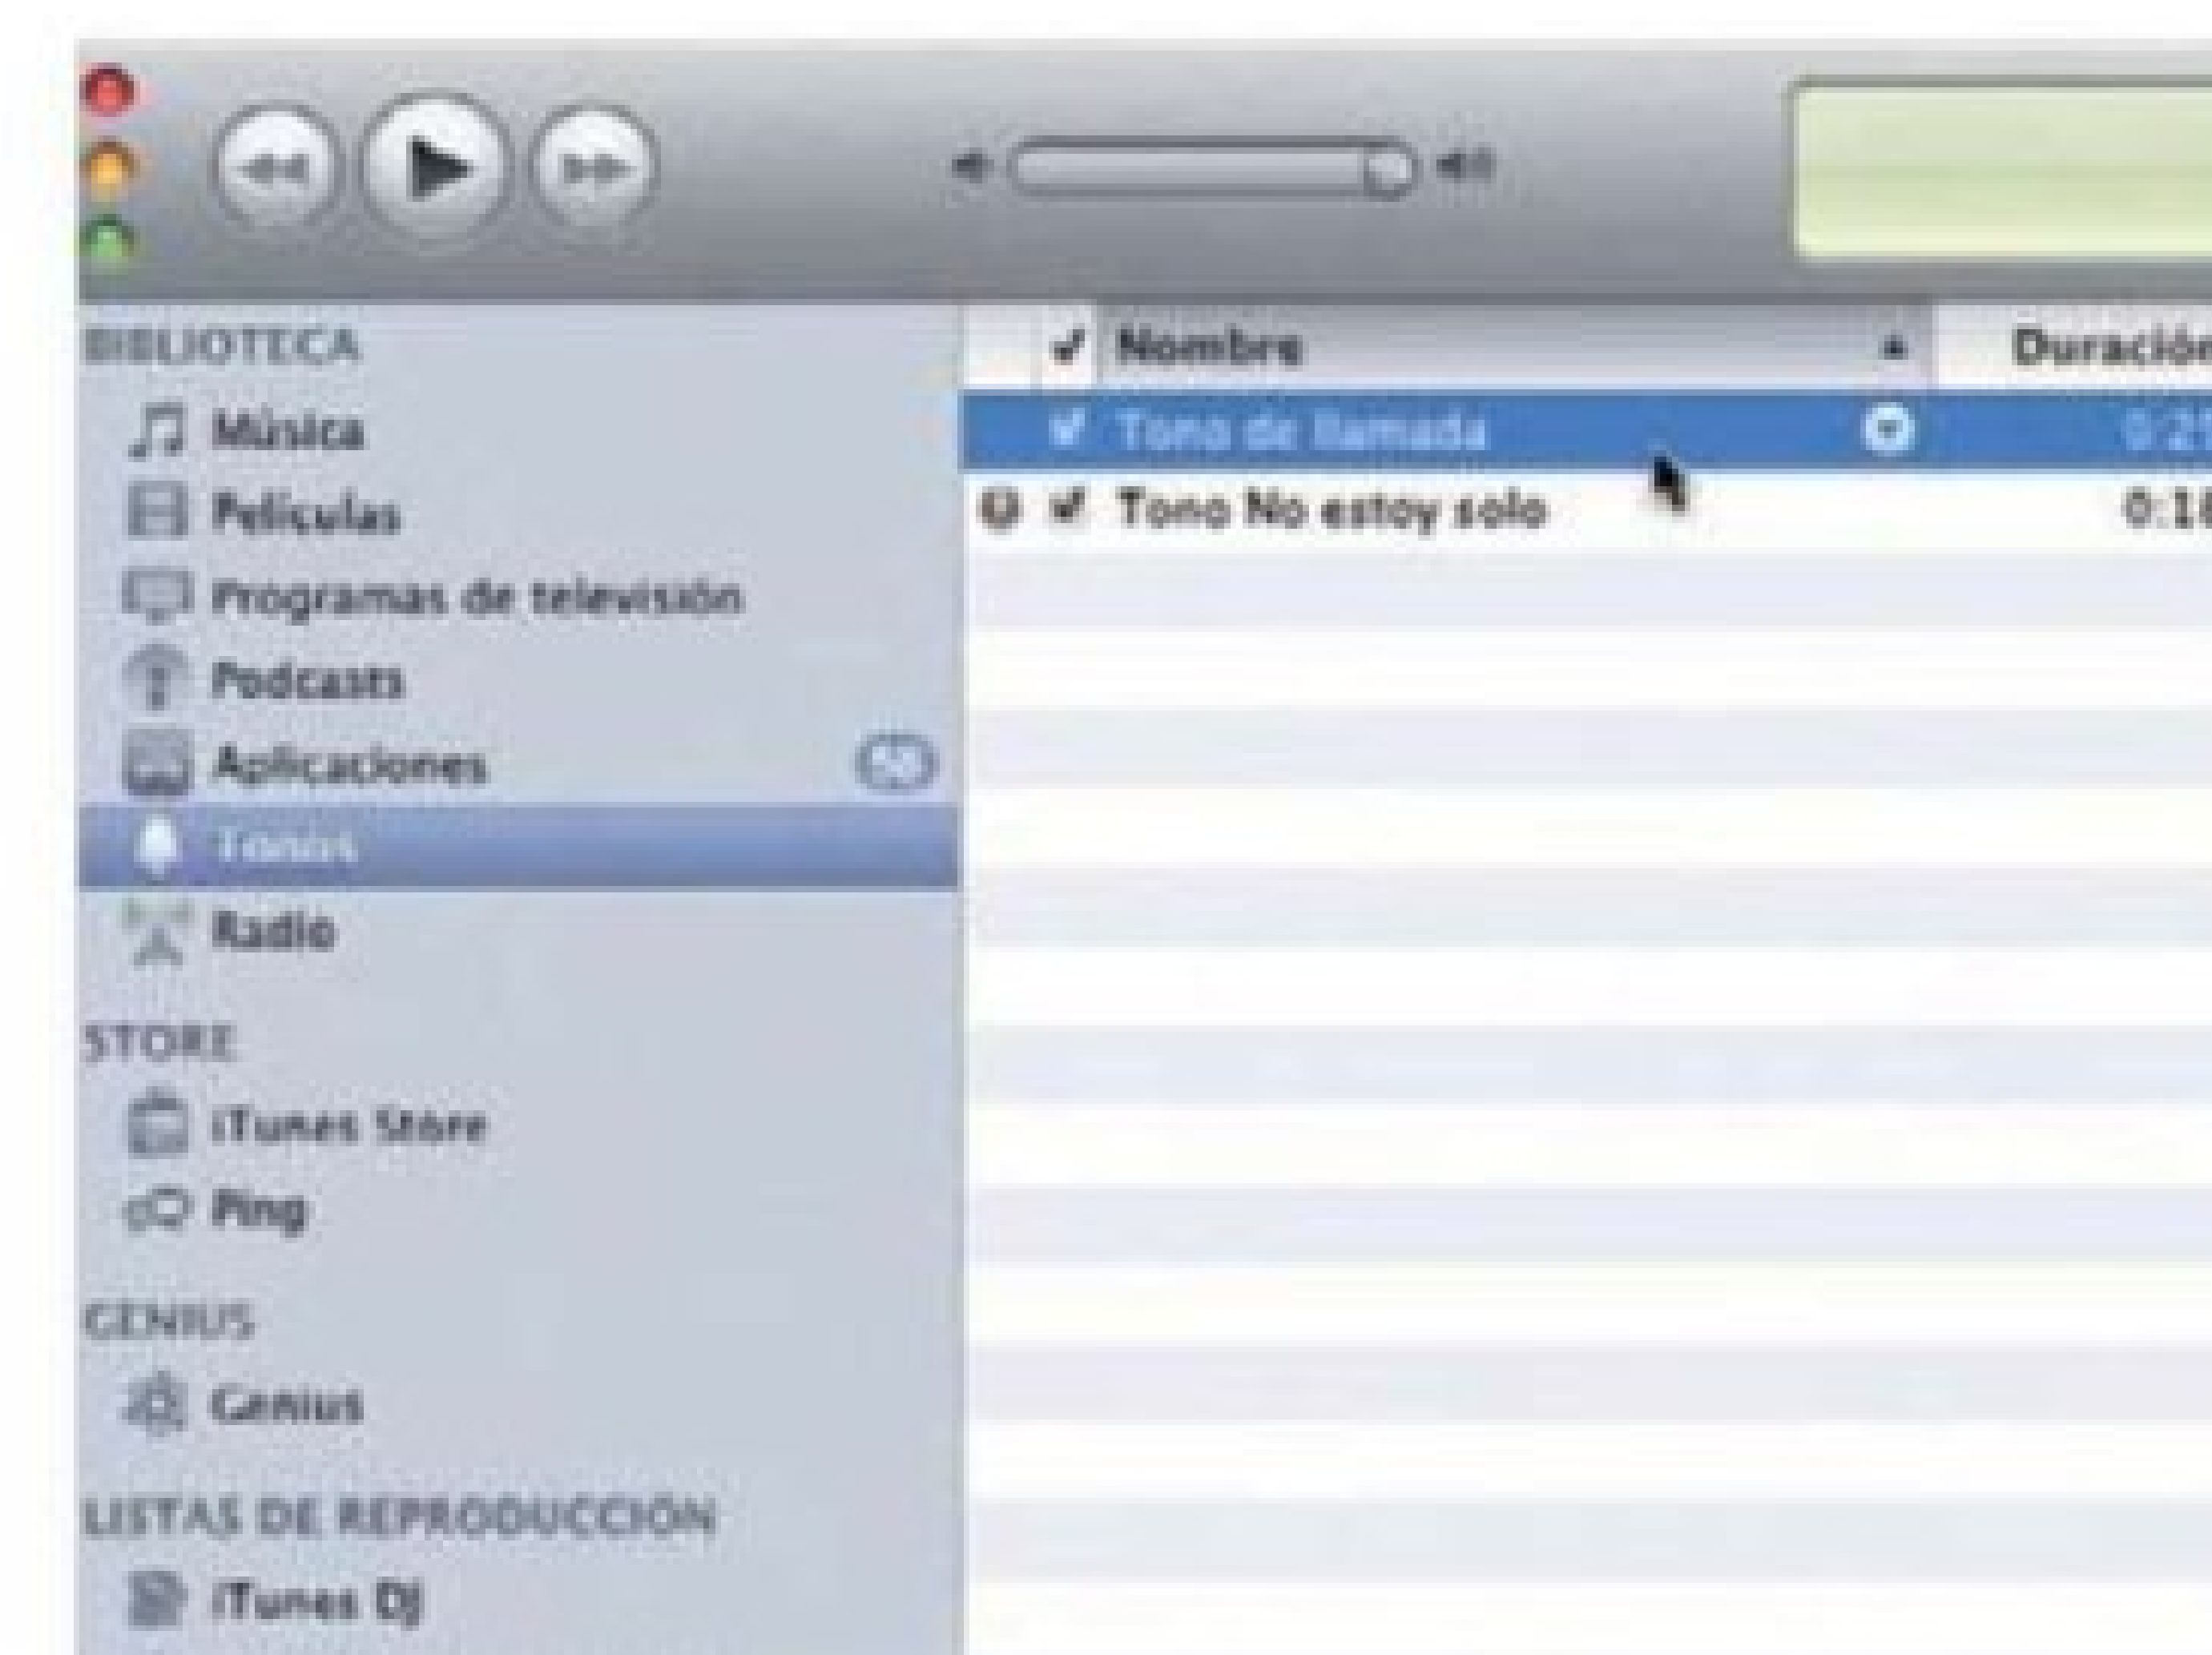 BIBLIOTECA
Música
Películas
Programas de televisión
Podcasts
Aplicaciones
Tonos
Radio
STORE
iTunes Store
Ping
GENIUS
Genius
LISTAS DE REPRODUCCIÓN
iTunes DJ
Nombre
Duración
Tono de llamada
Tono No estoy solo